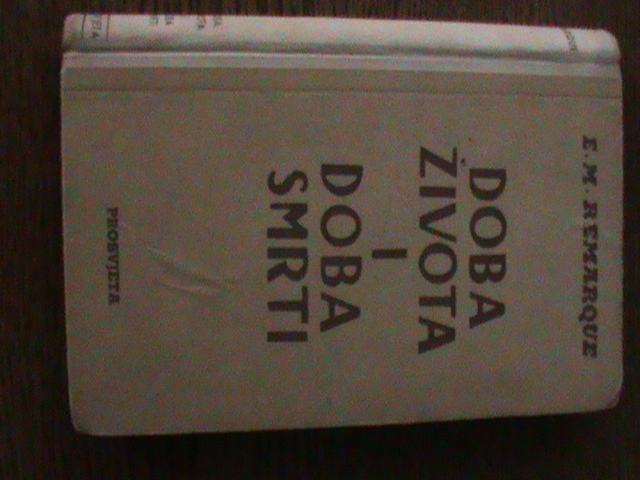 E. M. REMARQUE
DOBA
ŽIVOTA
I
DOBA
SMRTI
PROSVJETA